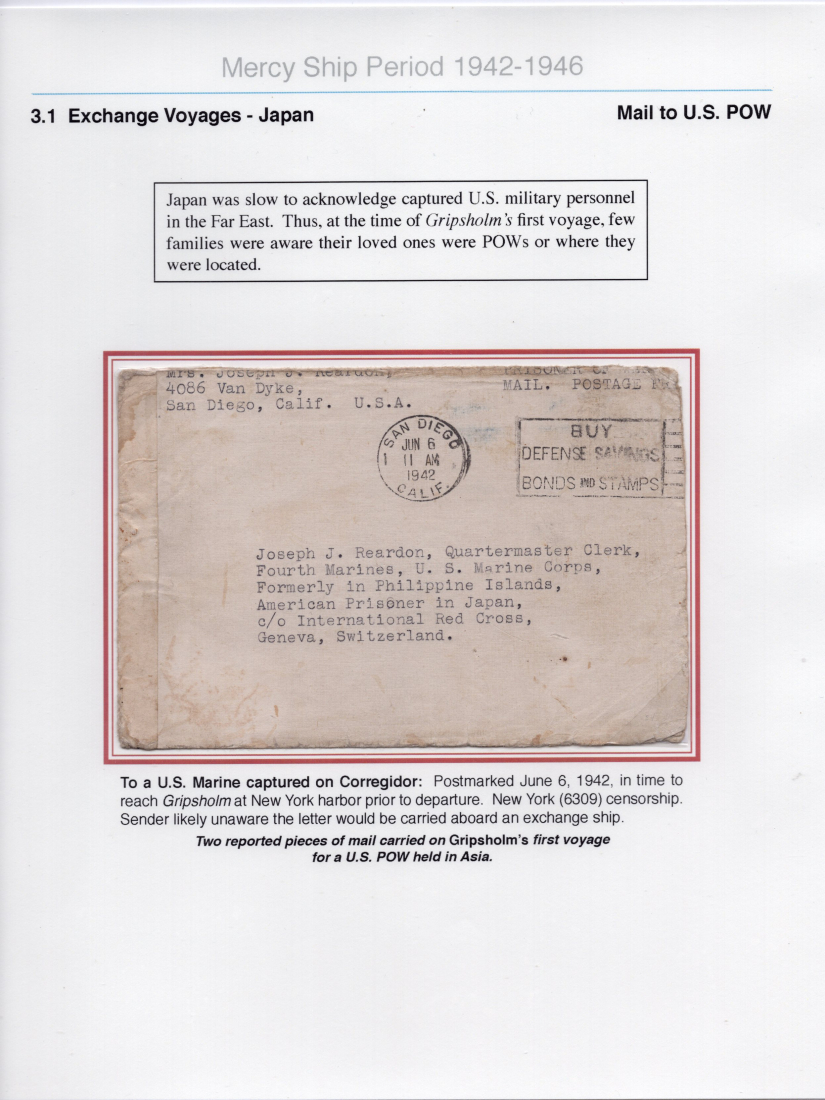 Mercy Ship Period 1942-1946
3.1 Exchange Voyages - Japan
Mail to U.S. POW
Japan was slow to acknowledge captured U.S. military personnel
in the Far East. Thus, at the time of Gripsholm's first voyage, few
families were aware their loved ones were POWs or where they
were located.
Mrs. Joseph J. Reardon,
4086 Van Dyke,
San Diego, Calif. U.S.A.
PRISONER OF
MAIL. POSTAGE
SAN DIEGO
JUN 6
11 AM
1942
CALIF.
BUY
DEFENSE SAVINGS
BONDS AND STAMPS
Joseph J. Reardon, Quartermaster Clerk,
Fourth Marines, U. S. Marine Corps,
Formerly in Philippine Islands,
American Prisoner in Japan,
c/o International Red Cross,
Geneva, Switzerland.
To a U.S. Marine captured on Corregidor: Postmarked June 6, 1942, in time to
reach Gripsholm at New York harbor prior to departure. New York (6309) censorship.
Sender likely unaware the letter would be carried aboard an exchange ship.
Two reported pieces of mail carried on Gripsholm's first voyage
for a U.S. POW held in Asia.